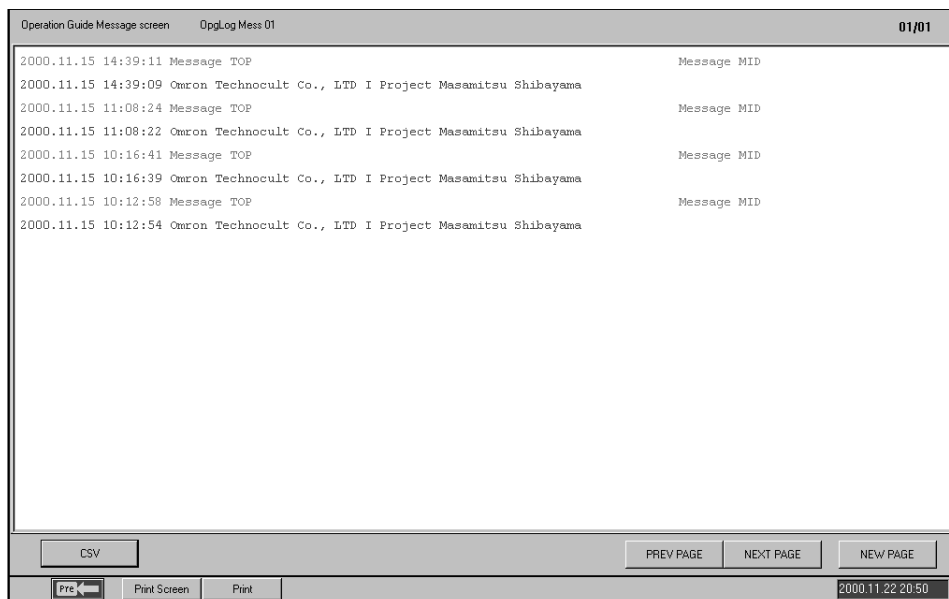 Operation Guide Message screen OpgLog Mess 01 01/01
2000.11.15 14:39:11 Message TOP Message MID
2000.11.15 14:39:09 Omron Technocult Co., LTD I Project Masamitsu Shibayama
2000.11.15 11:08:24 Message TOP Message MID
2000.11.15 11:08:22 Omron Technocult Co., LTD I Project Masamitsu Shibayama
2000.11.15 10:16:41 Message TOP Message MID
2000.11.15 10:16:39 Omron Technocult Co., LTD I Project Masamitsu Shibayama
2000.11.15 10:12:58 Message TOP Message MID
2000.11.15 10:12:54 Omron Technocult Co., LTD I Project Masamitsu Shibayama
CSV PREV PAGE NEXT PAGE NEW PAGE
Pre Print Screen Print 2000.11.22 20:50